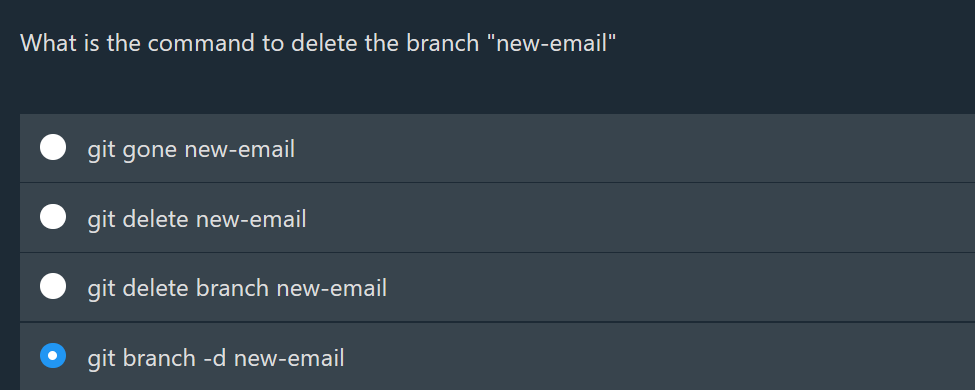 What is the command to delete the branch "new-email"
git gone new-email
git delete new-email
git delete branch new-email
git branch -d new-email